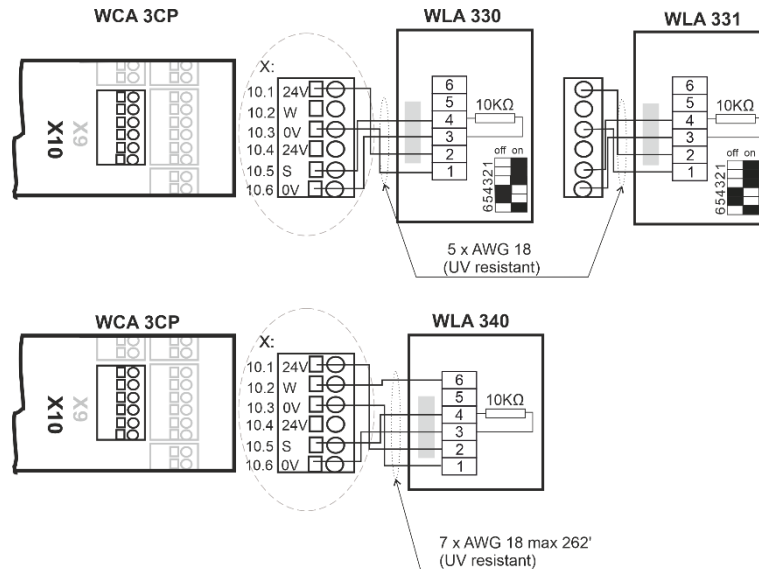 WCA 3CP
WLA 330
WLA 331
X10
X9
X:
10.1 24V
10.2 W
10.3 0V
10.4 24V
10.5 S
10.6 0V
6
5
4
3
2
1
10KΩ
off on
654321
6
5
4
3
2
1
10KΩ
off on
654321
5 x AWG 18
(UV resistant)
WCA 3CP
WLA 340
X10
X9
X:
10.1 24V
10.2 W
10.3 0V
10.4 24V
10.5 S
10.6 0V
6
5
4
3
2
1
10KΩ
7 x AWG 18 max 262'
(UV resistant)